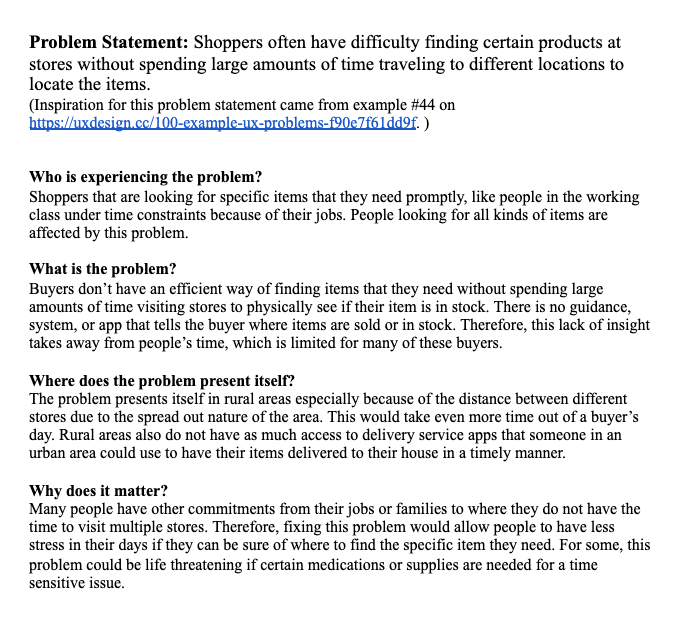 Problem Statement: Shoppers often have difficulty finding certain products at
stores without spending large amounts of time traveling to different locations to
locate the items.
(Inspiration for this problem statement came from example #44 on
https://uxdesign.cc/100-example-ux-problems-f90e7f61dd9f. )
Who is experiencing the problem?
Shoppers that are looking for specific items that they need promptly, like people in the working
class under time constraints because of their jobs. People looking for all kinds of items are
affected by this problem.
What is the problem?
Buyers don’t have an efficient way of finding items that they need without spending large
amounts of time visiting stores to physically see if their item is in stock. There is no guidance,
system, or app that tells the buyer where items are sold or in stock. Therefore, this lack of insight
takes away from people’s time, which is limited for many of these buyers.
Where does the problem present itself?
The problem presents itself in rural areas especially because of the distance between different
stores due to the spread out nature of the area. This would take even more time out of a buyer’s
day. Rural areas also do not have as much access to delivery service apps that someone in an
urban area could use to have their items delivered to their house in a timely manner.
Why does it matter?
Many people have other commitments from their jobs or families to where they do not have the
time to visit multiple stores. Therefore, fixing this problem would allow people to have less
stress in their days if they can be sure of where to find the specific item they need. For some, this
problem could be life threatening if certain medications or supplies are needed for a time
sensitive issue.